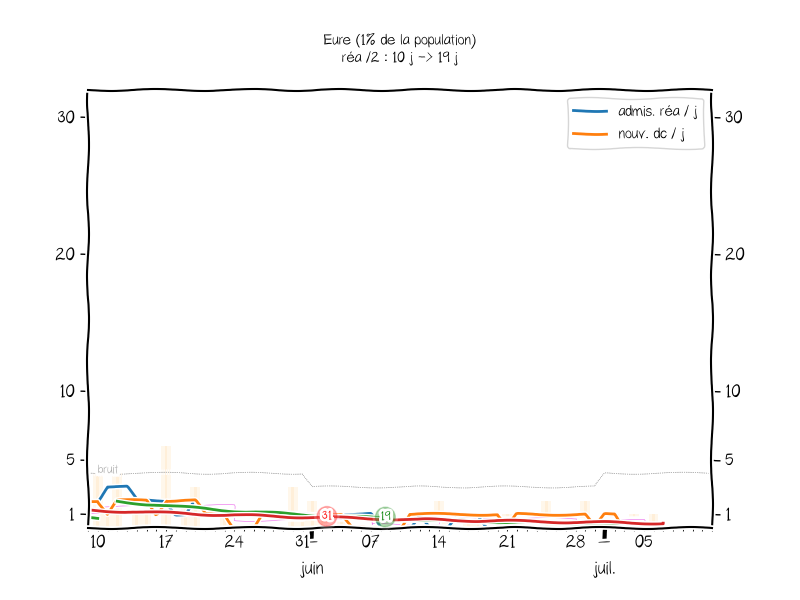 Eure (1% de la population)
réa /2 : 10 j -> 19 j
admis. réa / j
nouv. dc / j
30
30
20
20
10
10
5
5
bruit
1
1
31
19
10 17 24 31 07 14 21 28 05
juin juil.